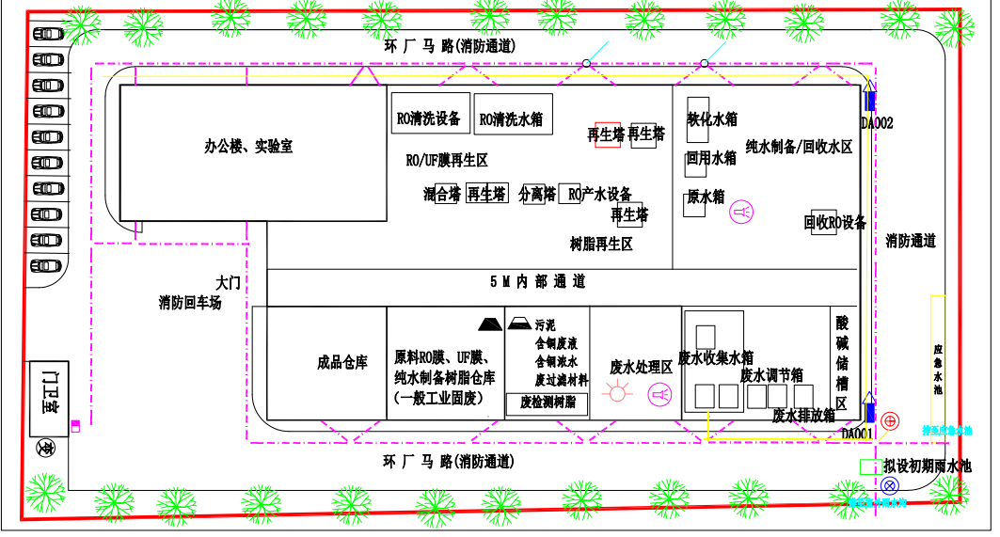 环 厂 马 路(消防通道)
DA002
RO清洗设备
RO清洗水箱
再生塔
再生塔
软化水箱
办公楼、实验室
纯水制备/回收水区
RO/UF膜再生区
回用水箱
混合塔
再生塔
分离塔
RO产水设备
原水箱
再生塔
回收RO设备
树脂再生区
消防通道
大门
5 M 内 部 通 道
消防回车场
污泥
酸碱储槽区
含铜废液
应急水池
成品仓库
原料RO膜、UF膜、
纯水制备树脂仓库
(一般工业固废)
含铜浓水
废过滤材料
废检测树脂
废水处理区
废水收集水箱
废水调节箱
废水排放箱
门卫室
DA001
排至应急水池
环 厂 马 路(消防通道)
拟设初期雨水池